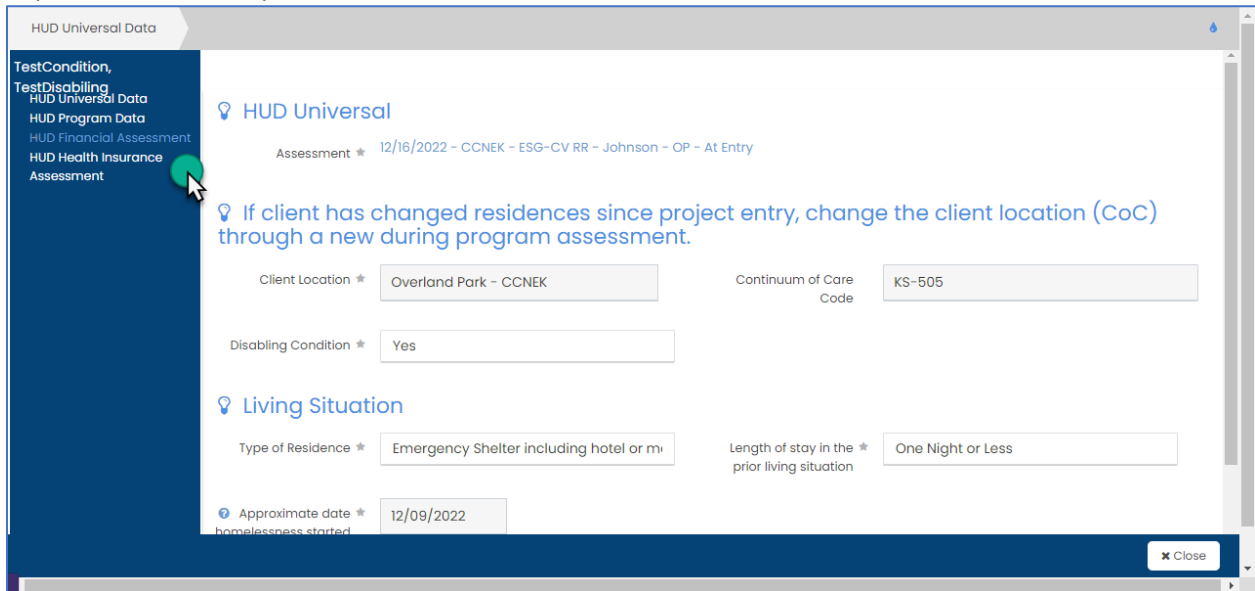 HUD Universal Data
TestCondition,
TestDisabiling
HUD Universal Data
HUD Program Data
HUD Financial Assessment
HUD Health Insurance
Assessment
HUD Universal
Assessment 12/16/2022 - CCNEK - ESG-CV RR - Johnson - OP - At Entry
If client has changed residences since project entry, change the client location (CoC)
through a new during program assessment.
Client Location Overland Park - CCNEK Continuum of Care KS-505
Code
Disabling Condition Yes
Living Situation
Type of Residence Emergency Shelter including hotel or m Length of stay in the One Night or Less
prior living situation
Approximate date 12/09/2022
homelessness started
Close